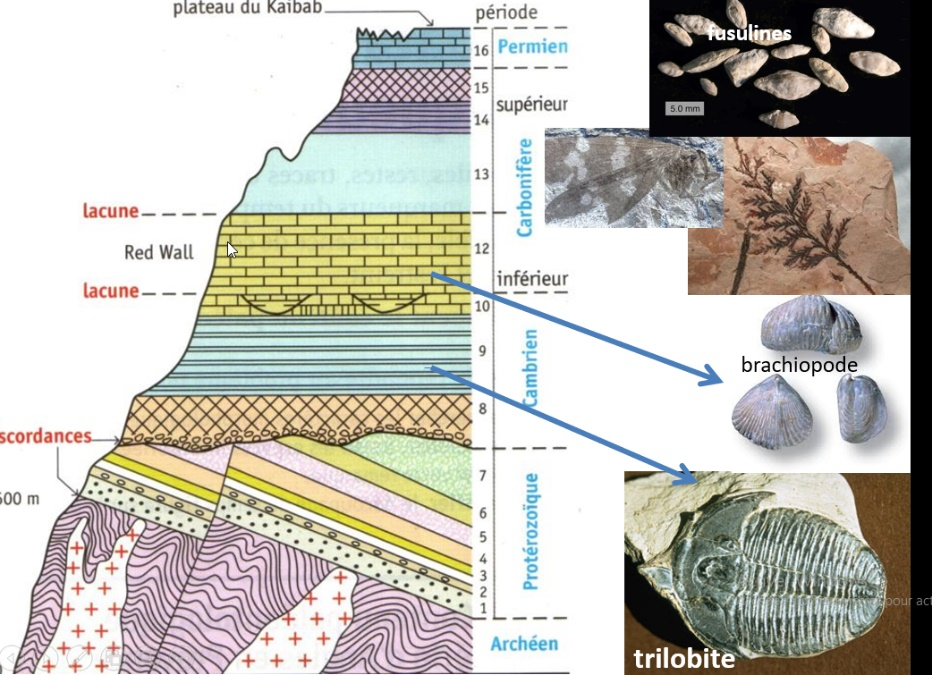 plateau du Kaibab
période
16
Permien
15
supérieur
14
13
Carbonifère
lacune
Red Wall
12
inférieur
lacune
10
9
Cambrien
8
scordances
7
600 m
6
Protérozoïque
5
4
3
2
1
Archéen
fusulines
5.0 mm
brachiopode
trilobite
pour act